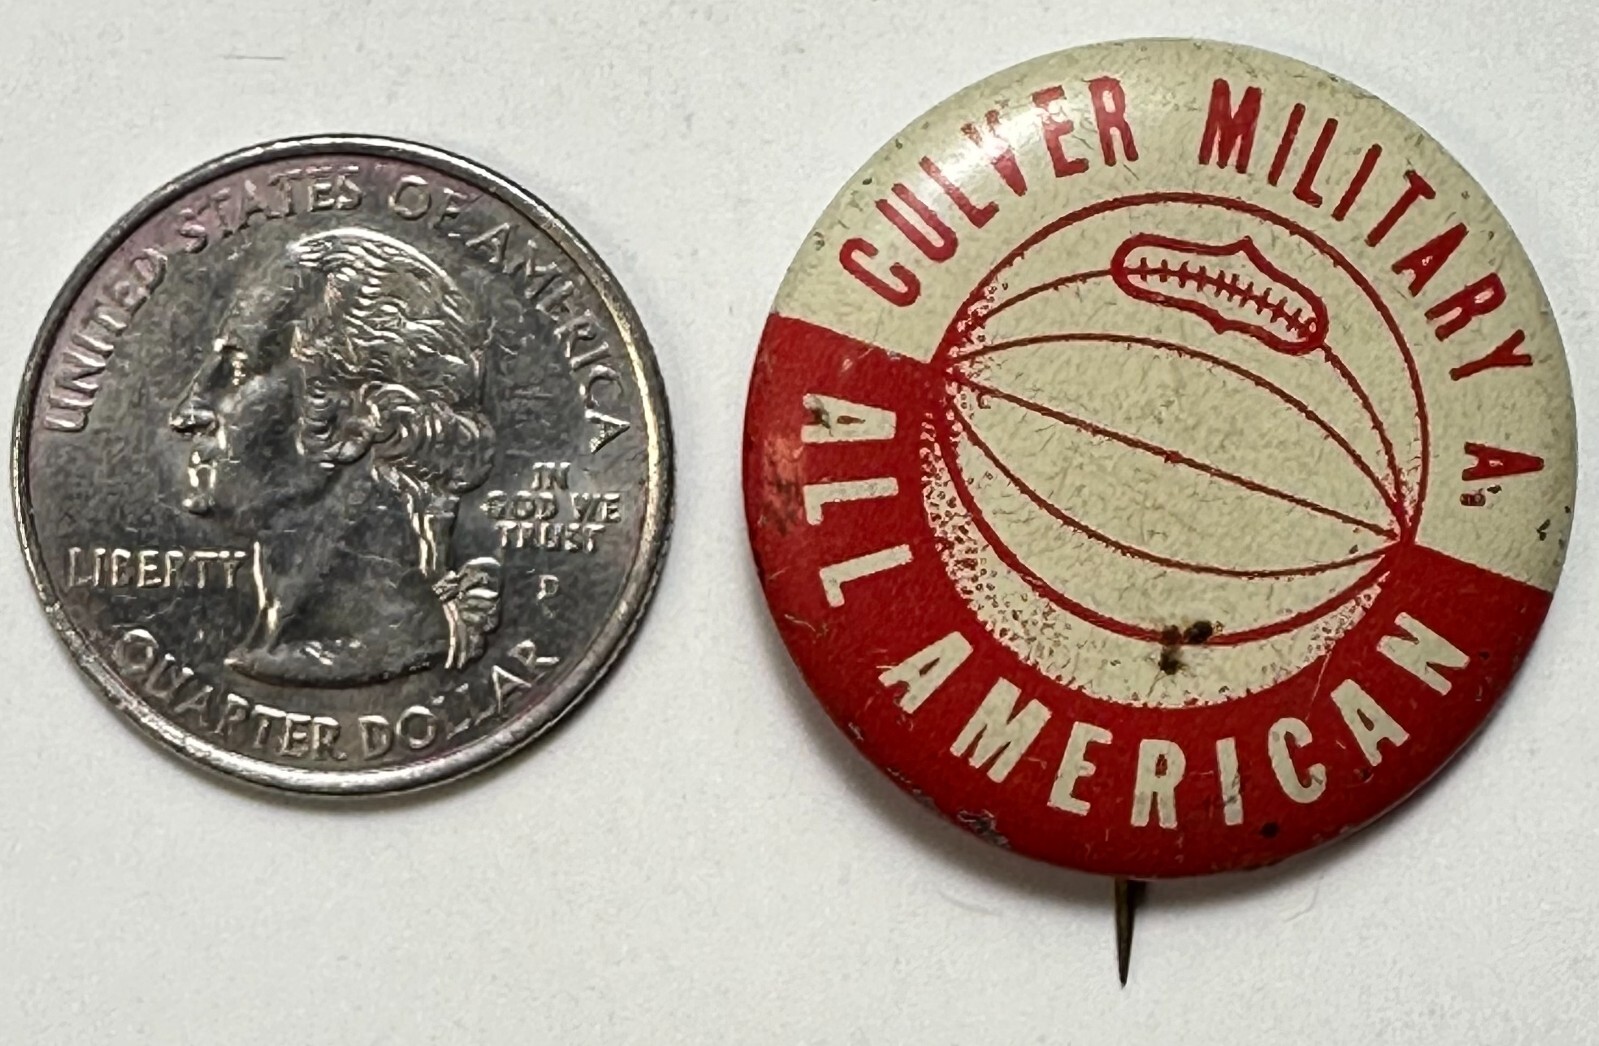 UNITED STATES OF AMERICA
LIBERTY
IN
GOD WE
TRUST
P
QUARTER DOLLAR
CULVER MILITARY A.
ALL AMERICAN